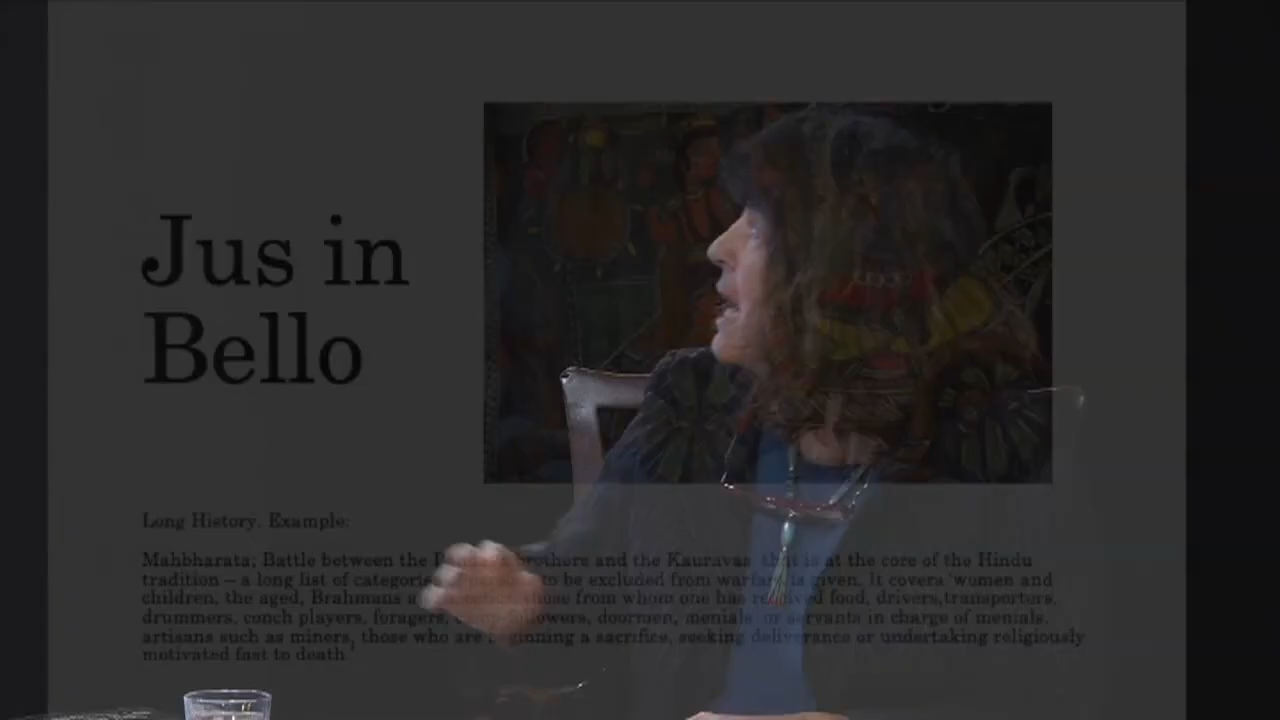 Jus in
Bello
Long History. Example:
Mahbharata; Battle between the brothers and the Kauravas that is at the core of the Hindu
tradition – a long list of categories to be excluded from warfare is given. It covers 'women and
children, the aged, Brahmans those from whom one has received food, drivers,transporters,
drummers, conch players, foragers, camp followers, doormen, menials or servants in charge of menials,
artisans such as miners, those who are beginning a sacrifice, seeking deliverance or undertaking religiously
motivated fast to death.'